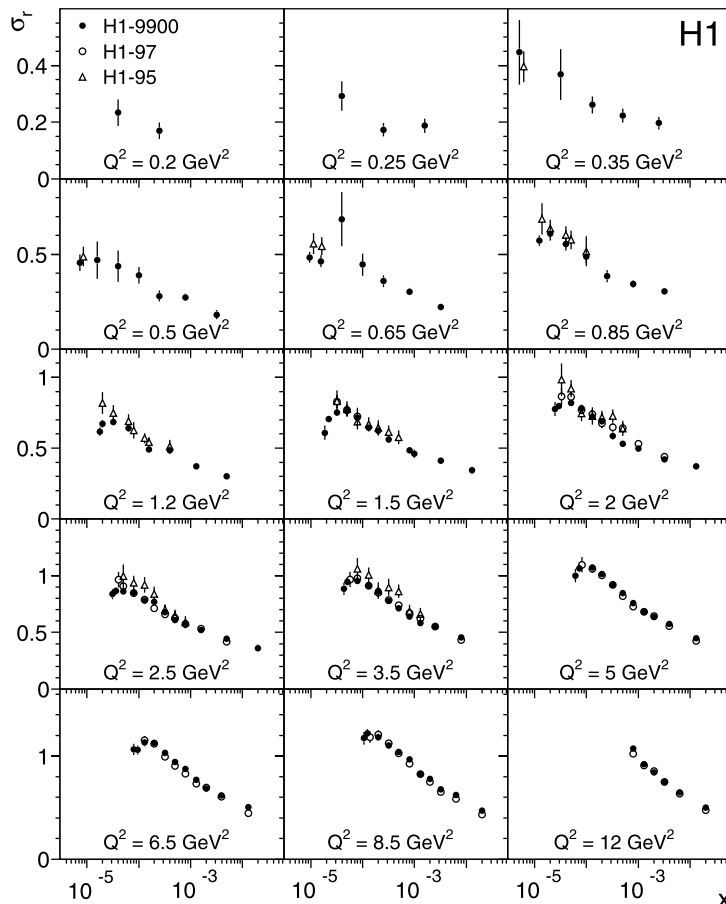 σr
H1
H1-9900
H1-97
H1-95
0.4
0.2
0
Q² = 0.2 GeV²
Q² = 0.25 GeV²
Q² = 0.35 GeV²
0.5
0
Q² = 0.5 GeV²
Q² = 0.65 GeV²
Q² = 0.85 GeV²
1
0.5
0
Q² = 1.2 GeV²
Q² = 1.5 GeV²
Q² = 2 GeV²
1
0.5
0
Q² = 2.5 GeV²
Q² = 3.5 GeV²
Q² = 5 GeV²
1
0
Q² = 6.5 GeV²
Q² = 8.5 GeV²
Q² = 12 GeV²
10⁻⁵ 10⁻³ 10⁻⁵ 10⁻³ 10⁻⁵ 10⁻³
x